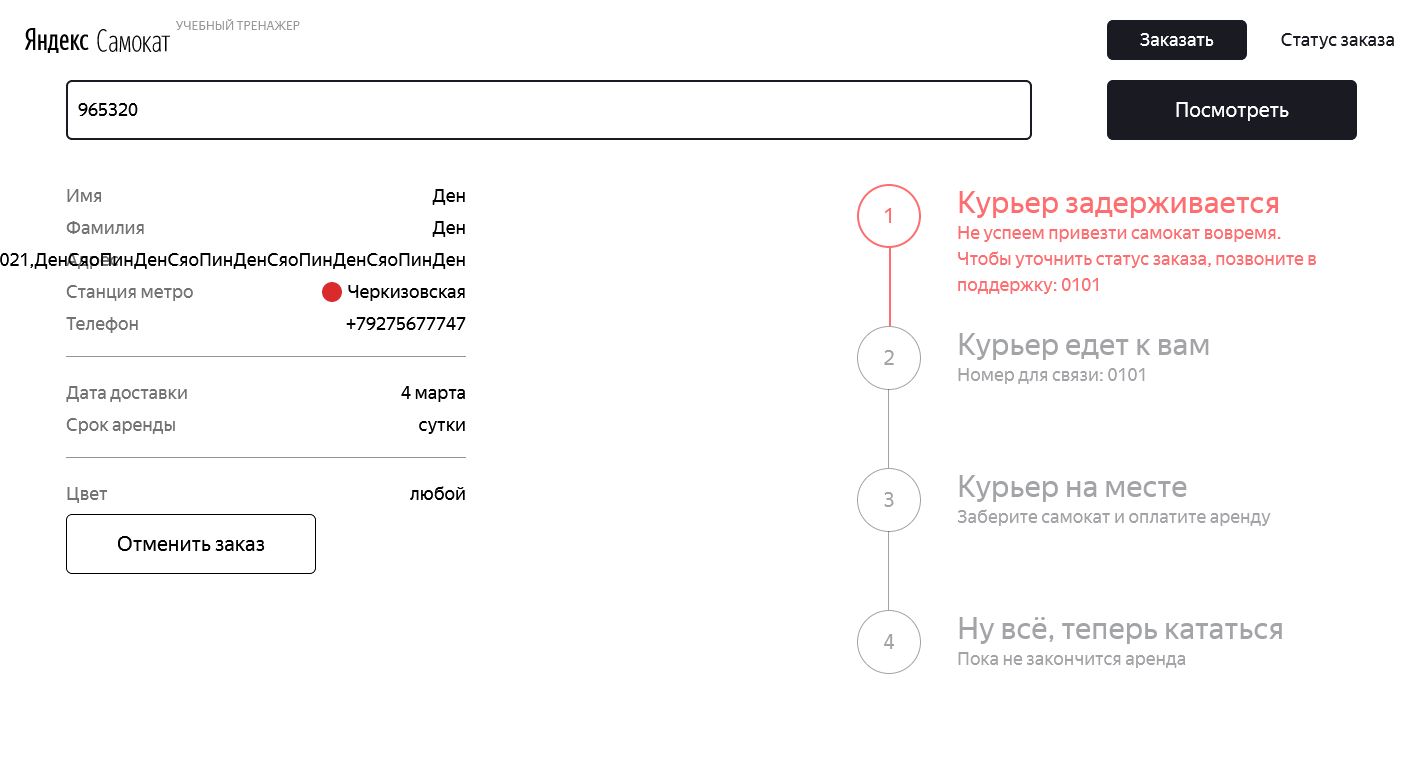 Яндекс Самокат
УЧЕБНЫЙ ТРЕНАЖЕР
Заказать
Статус заказа
965320
Посмотреть
Имя Ден
Фамилия Ден
Адрес 021,ДенСяоПинДенСяоПинДенСяоПинДенСяоПинДен
Станция метро Черкизовская
Телефон +79275677747
Дата доставки 4 марта
Срок аренды сутки
Цвет любой
Отменить заказ
1
Курьер задерживается
Не успеем привезти самокат вовремя.
Чтобы уточнить статус заказа, позвоните в
поддержку: 0101
2
Курьер едет к вам
Номер для связи: 0101
3
Курьер на месте
Заберите самокат и оплатите аренду
4
Ну всё, теперь кататься
Пока не закончится аренда